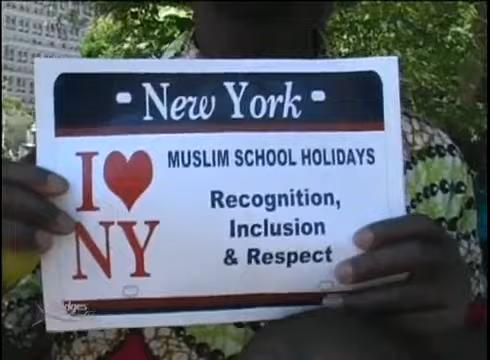 New York
I ❤ NY
MUSLIM SCHOOL HOLIDAYS
Recognition,
Inclusion
& Respect